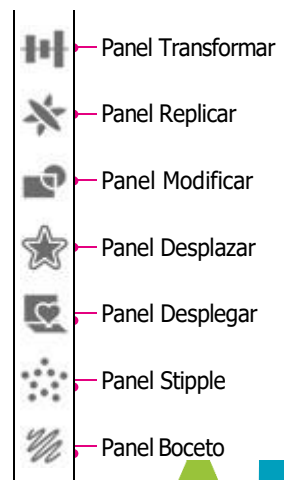 Panel Transformar
Panel Replicar
Panel Modificar
Panel Desplazar
Panel Desplegar
Panel Stipple
Panel Boceto